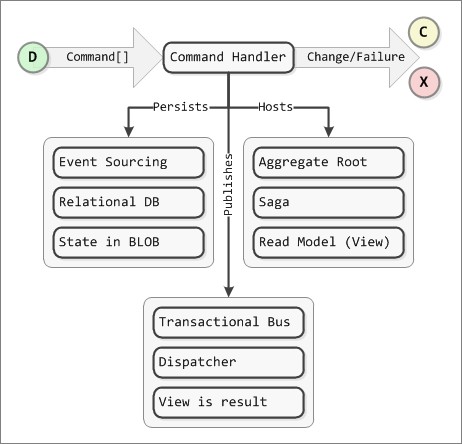 D
Command[]
Command Handler
Change/Failure
C
X
Persists
Hosts
Publishes
Event Sourcing
Relational DB
State in BLOB
Aggregate Root
Saga
Read Model (View)
Transactional Bus
Dispatcher
View is result